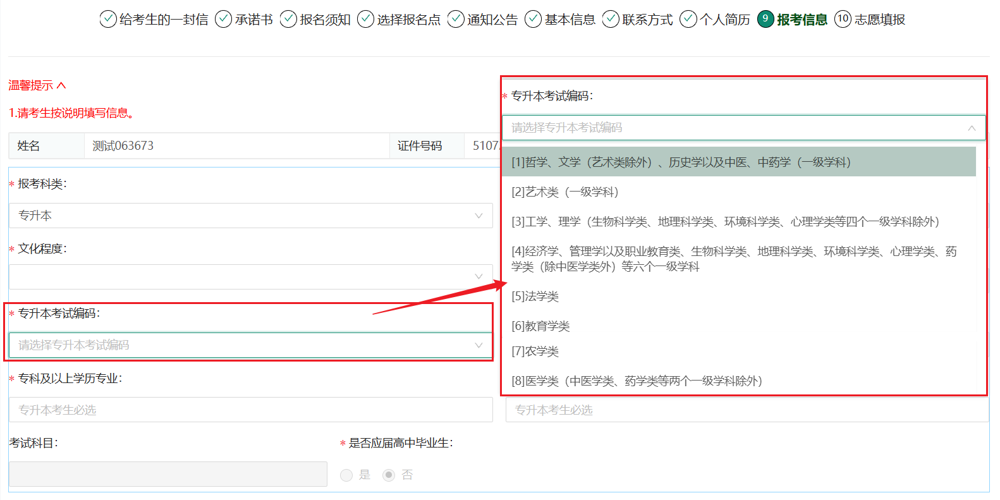 给考生的一封信 承诺书 报名须知 选择报名点 通知公告 基本信息 联系方式 个人简历 9 报考信息 10 志愿填报
温馨提示
1.请考生按说明填写信息。
姓名 测试063673 证件号码 5107
* 报考科类:
专升本
* 文化程度:
* 专升本考试编码:
请选择专升本考试编码
* 专升本考试编码:
请选择专升本考试编码
[1]哲学、文学（艺术类除外）、历史学以及中医、中药学（一级学科）
[2]艺术类（一级学科）
[3]工学、理学（生物科学类、地理科学类、环境科学类、心理学类等四个一级学科除外）
[4]经济学、管理学以及职业教育类、生物科学类、地理科学类、环境科学类、心理学类、药
学类（除中医学类外）等六个一级学科
[5]法学类
[6]教育学类
[7]农学类
[8]医学类（中医学类、药学类等两个一级学科除外）
* 专科及以上学历专业:
专升本考生必选
专升本考生必选
考试科目:
* 是否应届高中毕业生:
是 否